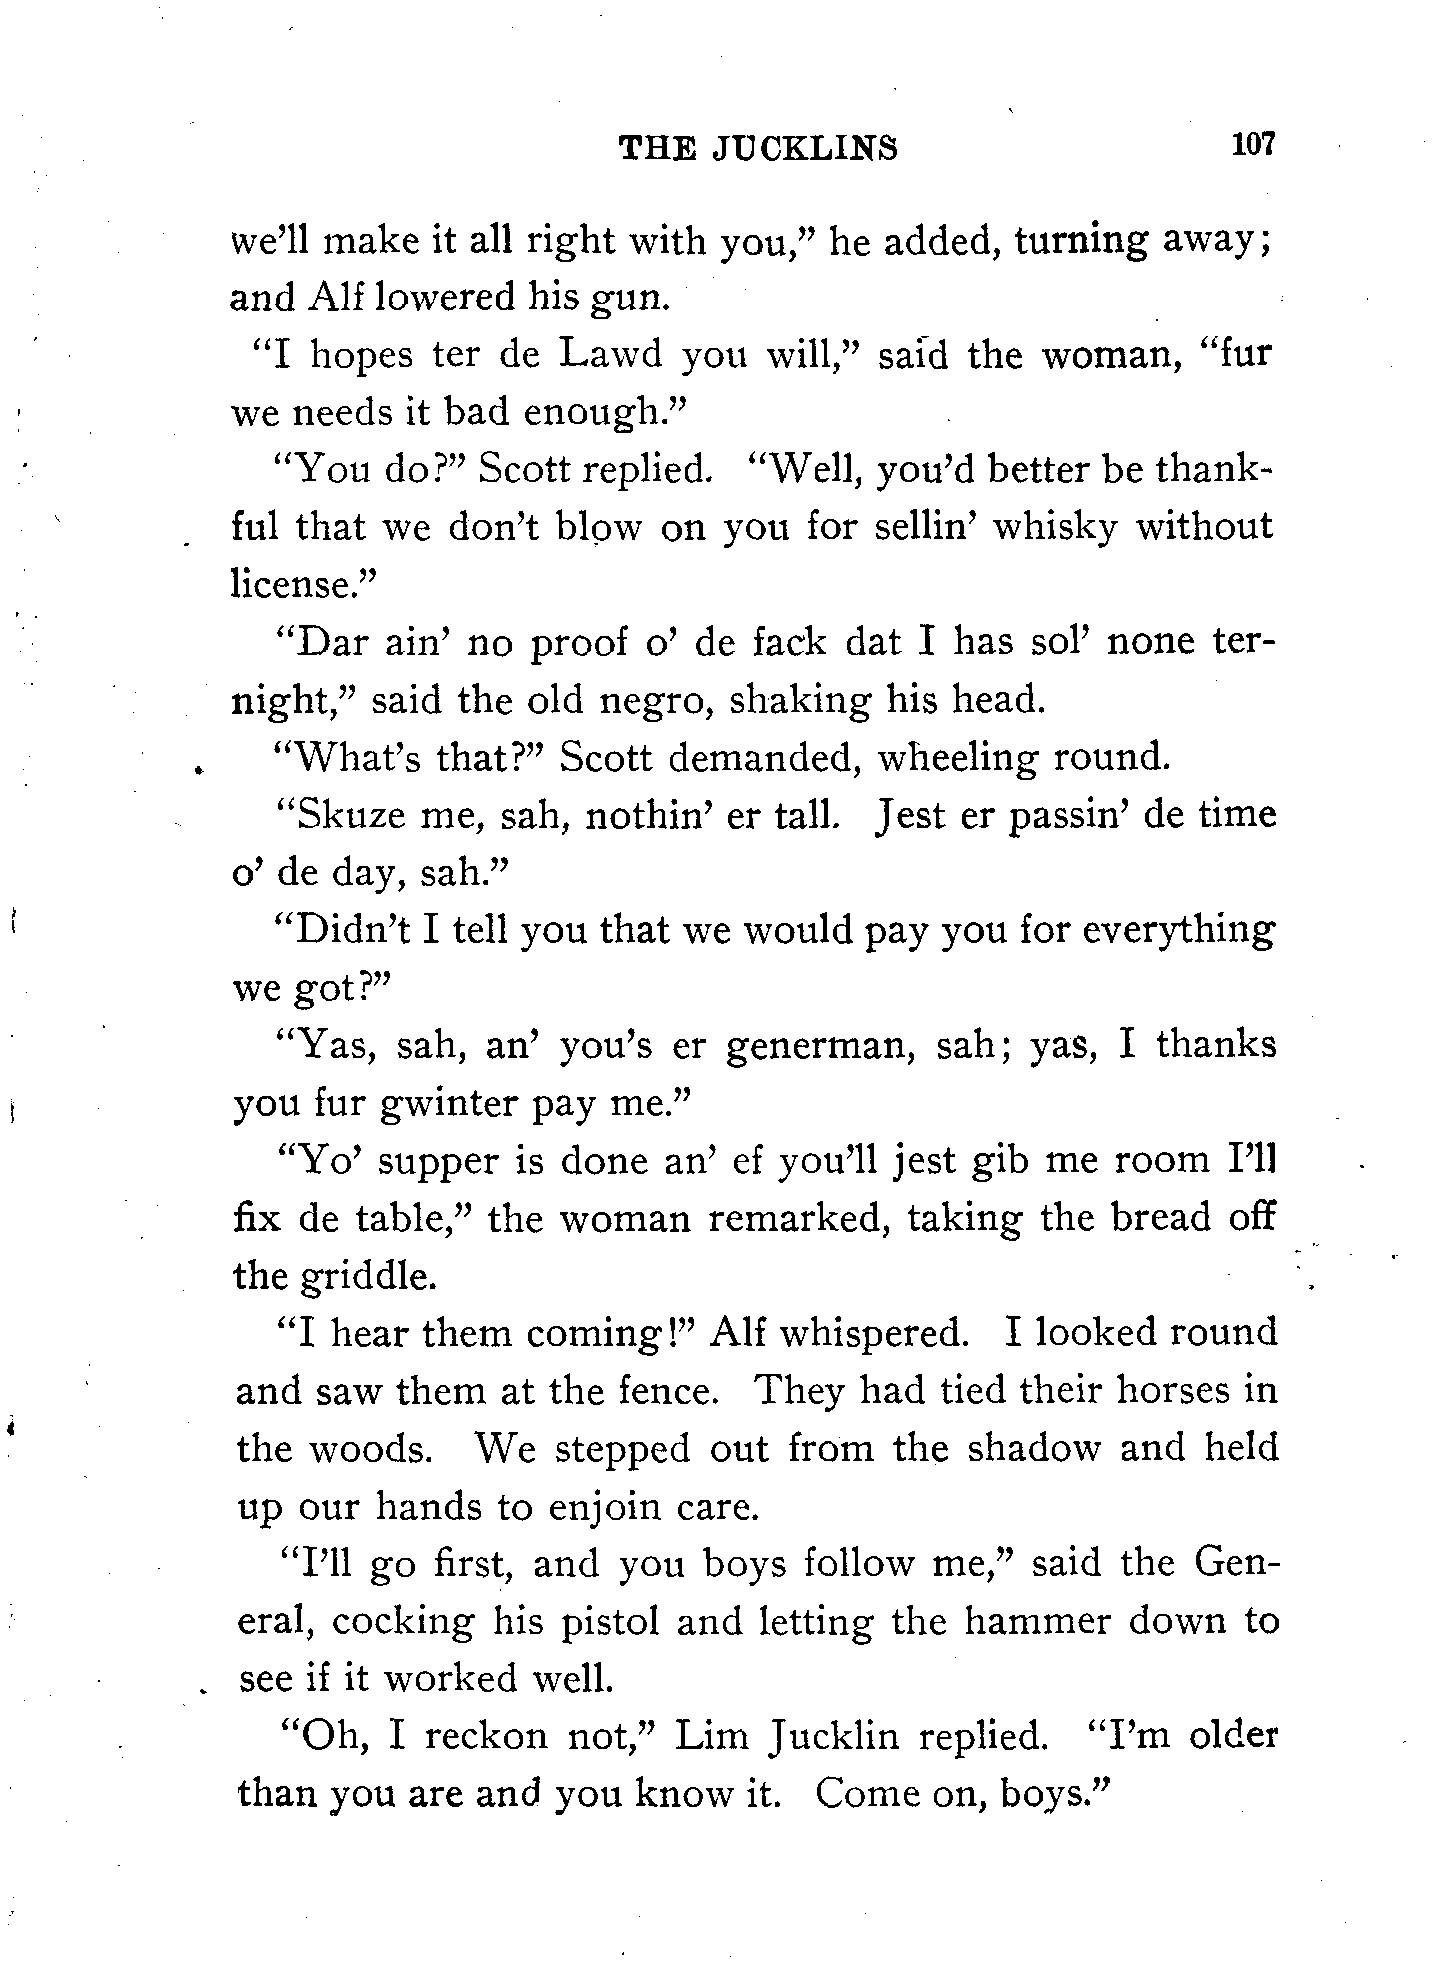 THE JUCKLINS 107
we'll make it all right with you," he added, turning away;
and Alf lowered his gun.
"I hopes ter de Lawd you will," said the woman, "fur
we needs it bad enough."
"You do?" Scott replied. "Well, you'd better be thank-
ful that we don't blow on you for sellin' whisky without
license."
"Dar ain' no proof o' de fack dat I has sol' none ter-
night," said the old negro, shaking his head.
"What's that?" Scott demanded, wheeling round.
"Skuze me, sah, nothin' er tall. Jest er passin' de time
o' de day, sah."
"Didn't I tell you that we would pay you for everything
we got?"
"Yas, sah, an' you's er generman, sah; yas, I thanks
you fur gwinter pay me."
"Yo' supper is done an' ef you'll jest gib me room I'll
fix de table," the woman remarked, taking the bread off
the griddle.
"I hear them coming!" Alf whispered. I looked round
and saw them at the fence. They had tied their horses in
the woods. We stepped out from the shadow and held
up our hands to enjoin care.
"I'll go first, and you boys follow me," said the Gen-
eral, cocking his pistol and letting the hammer down to
see if it worked well.
"Oh, I reckon not," Lim Jucklin replied. "I'm older
than you are and you know it. Come on, boys."